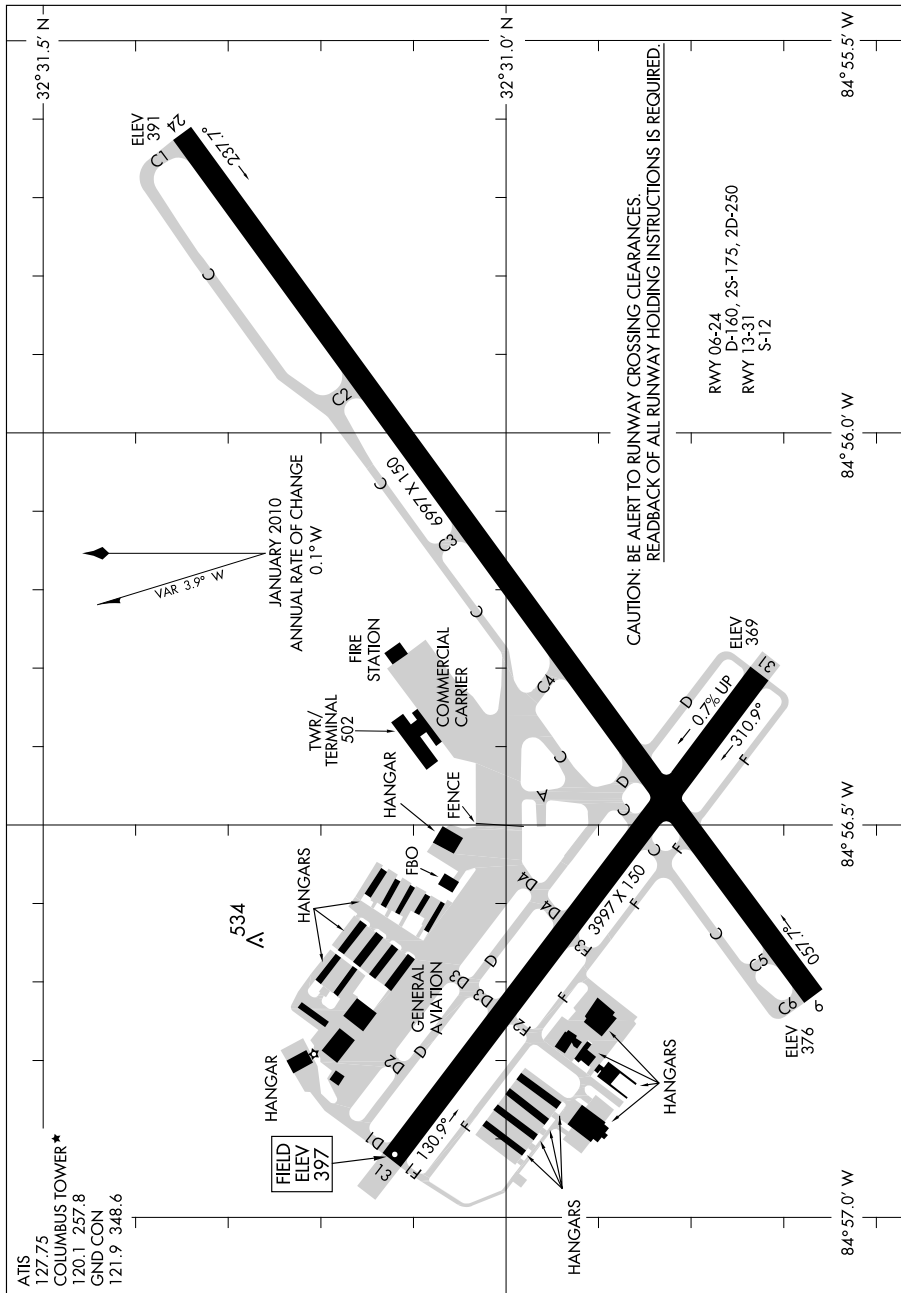 ATIS
127.75
COLUMBUS TOWER★
120.1 257.8
GND CON
121.9 348.6
32°31.5' N
32°31.0' N
84°55.5' W
84°56.0' W
84°56.5' W
84°57.0' W
JANUARY 2010
ANNUAL RATE OF CHANGE
0.1° W
VAR 3.9° W
ELEV
391
24
237.7°
C1
C
C2
C
6997 X 150
C3
C
C4
C
FIRE
STATION
TWR/
TERMINAL
502
COMMERCIAL
CARRIER
HANGAR
FENCE
FBO
HANGARS
534
HANGAR
GENERAL
AVIATION
FIELD
ELEV
397
13
130.9°
D1
D2
D
D3
D3
D
D4
D4
A
D
C
D
0.7% UP
310.9°
31
ELEV
369
F
F
C
C
C5
C6
6
057.7°
ELEV
376
3997 X 150
F
F3
F
F2
F
F1
HANGARS
HANGARS
CAUTION: BE ALERT TO RUNWAY CROSSING CLEARANCES.
READBACK OF ALL RUNWAY HOLDING INSTRUCTIONS IS REQUIRED.
RWY 06-24
D-160, 2S-175, 2D-250
RWY 13-31
S-12